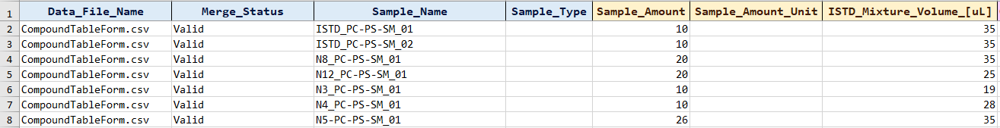 1 Data_File_Name Merge_Status Sample_Name Sample_Type Sample_Amount Sample_Amount_Unit ISTD_Mixture_Volume_[uL]
2 CompoundTableForm.csv Valid ISTD_PC-PS-SM_01 10 35
3 CompoundTableForm.csv Valid ISTD_PC-PS-SM_02 10 35
4 CompoundTableForm.csv Valid N8_PC-PS-SM_01 20 35
5 CompoundTableForm.csv Valid N12_PC-PS-SM_01 20 25
6 CompoundTableForm.csv Valid N3_PC-PS-SM_01 10 19
7 CompoundTableForm.csv Valid N4_PC-PS-SM_01 10 28
8 CompoundTableForm.csv Valid N5-PC-PS-SM_01 26 35